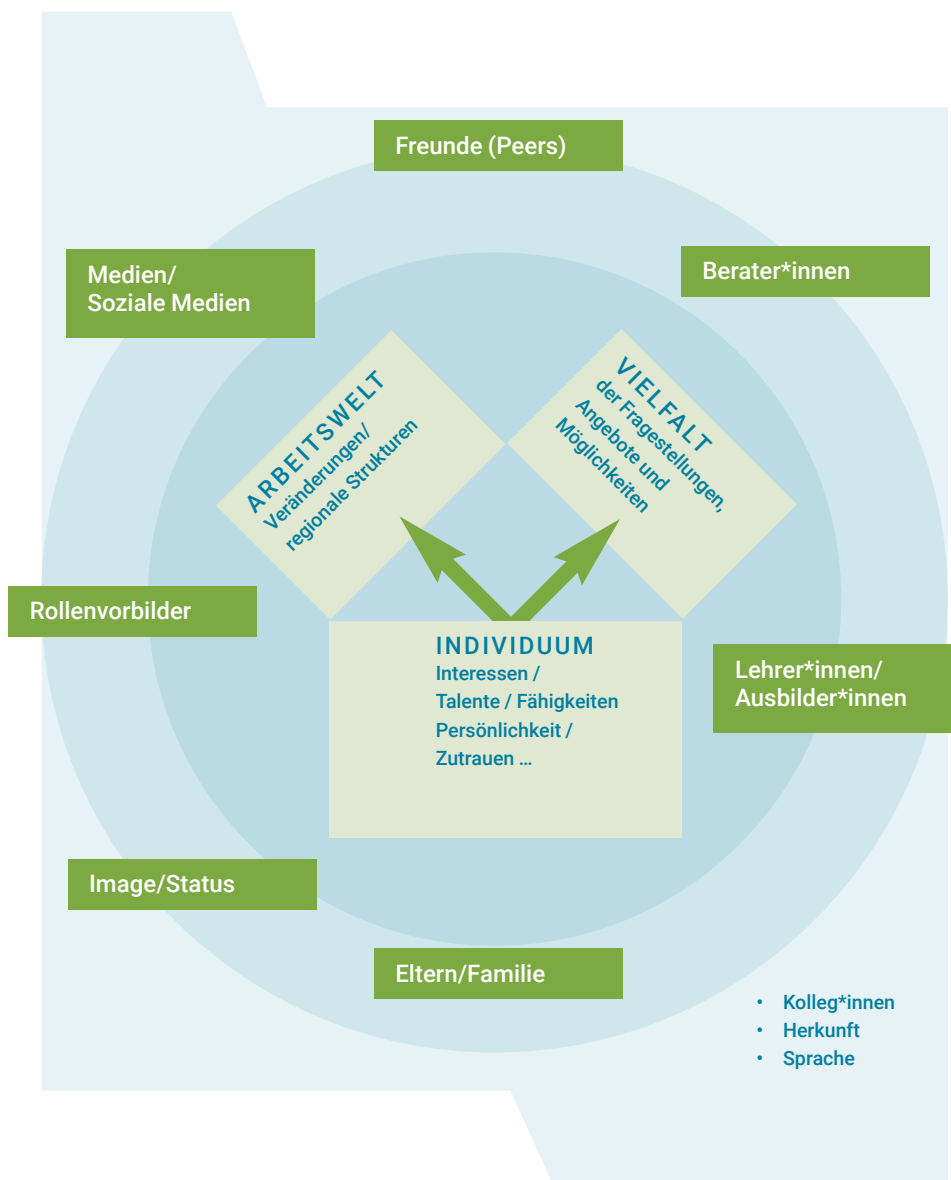 Freunde (Peers)
Medien/
Soziale Medien
Berater*innen
ARBEITSWELT
Veränderungen/
regionale Strukturen
VIELFALT
der Fragestellungen,
Angebote und
Möglichkeiten
Rollenvorbilder
INDIVIDUUM
Interessen /
Talente / Fähigkeiten
Persönlichkeit /
Zutrauen ...
Lehrer*innen/
Ausbilder*innen
Image/Status
Eltern/Familie
• Kolleg*innen
• Herkunft
• Sprache